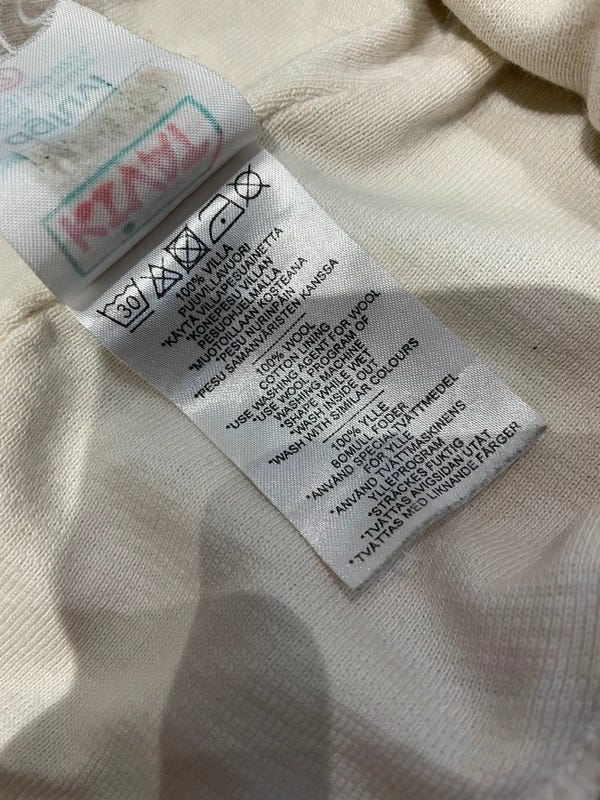 KIVAT
30
100% VILLA
PUUVILLAVUORI
*KÄYTÄ VILLAPESUAINETTA
*KONEPESU VILLAN
PESUOHJELMALLA
*MUOTOILLAAN KOSTEANA
*PESU NURINPÄIN
*PESU SAMANVÄRISTEN KANSSA
100% WOOL
COTTON LINING
*USE WASHING AGENT FOR WOOL
*USE WOOL PROGRAM OF
WASHING MACHINE
*SHAPE WHILE WET
*WASH INSIDE OUT
*WASH WITH SIMILAR COLOURS
100% YLLE
BOMULL FODER
*ANVÄND SPECIALTVÄTTMEDEL
FÖR YLLE
*ANVÄND TVÄTTMASKINENS
YLLEPROGRAM
*STRÄCKES FUKTIG
*TVÄTTAS AVIGSIDAN UTÅT
*TVÄTTAS MED LIKNANDE FÄRGER